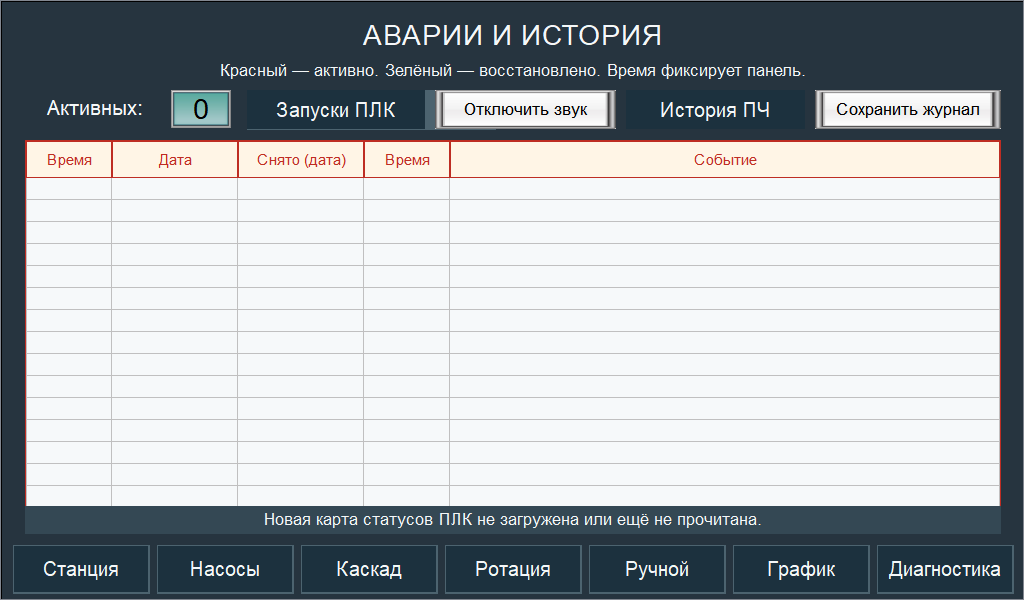 АВАРИИ И ИСТОРИЯ
Красный — активно. Зелёный — восстановлено. Время фиксирует панель.
Активных: 0 Запуски ПЛК Отключить звук История ПЧ Сохранить журнал
Время Дата Снято (дата) Время Событие
Новая карта статусов ПЛК не загружена или ещё не прочитана.
Станция Насосы Каскад Ротация Ручной График Диагностика